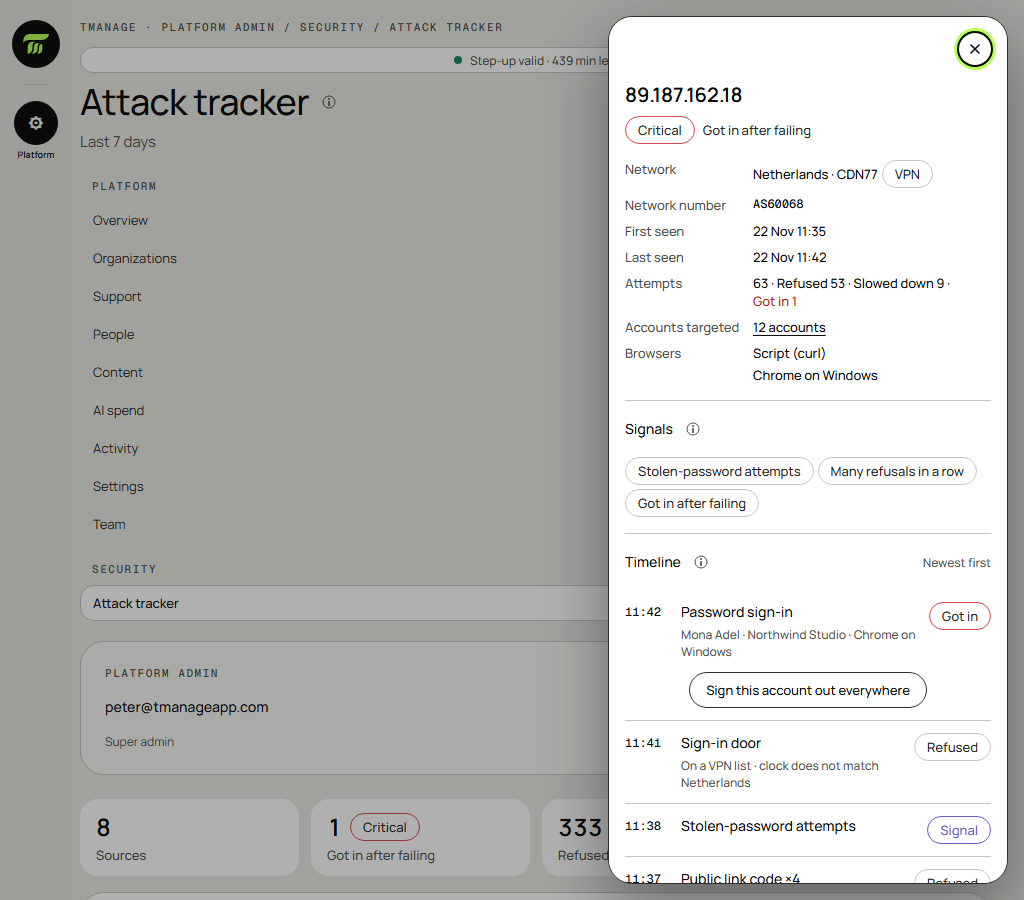 TMANAGE · PLATFORM ADMIN / SECURITY / ATTACK TRACKER
Step-up valid · 439 min le
Attack tracker
Last 7 days
Platform
PLATFORM
Overview
Organizations
Support
People
Content
AI spend
Activity
Settings
Team
SECURITY
Attack tracker
PLATFORM ADMIN
peter@tmanageapp.com
Super admin
8
Sources
1 Critical
Got in after failing
333
Refused
89.187.162.18
Critical Got in after failing
Network Netherlands · CDN77 VPN
Network number AS60068
First seen 22 Nov 11:35
Last seen 22 Nov 11:42
Attempts 63 · Refused 53 · Slowed down 9 ·
Got in 1
Accounts targeted 12 accounts
Browsers Script (curl)
Chrome on Windows
Signals
Stolen-password attempts Many refusals in a row
Got in after failing
Timeline Newest first
11:42 Password sign-in Got in
Mona Adel · Northwind Studio · Chrome on
Windows
Sign this account out everywhere
11:41 Sign-in door Refused
On a VPN list · clock does not match
Netherlands
11:38 Stolen-password attempts Signal
11:37 Public link code ×4 Refused